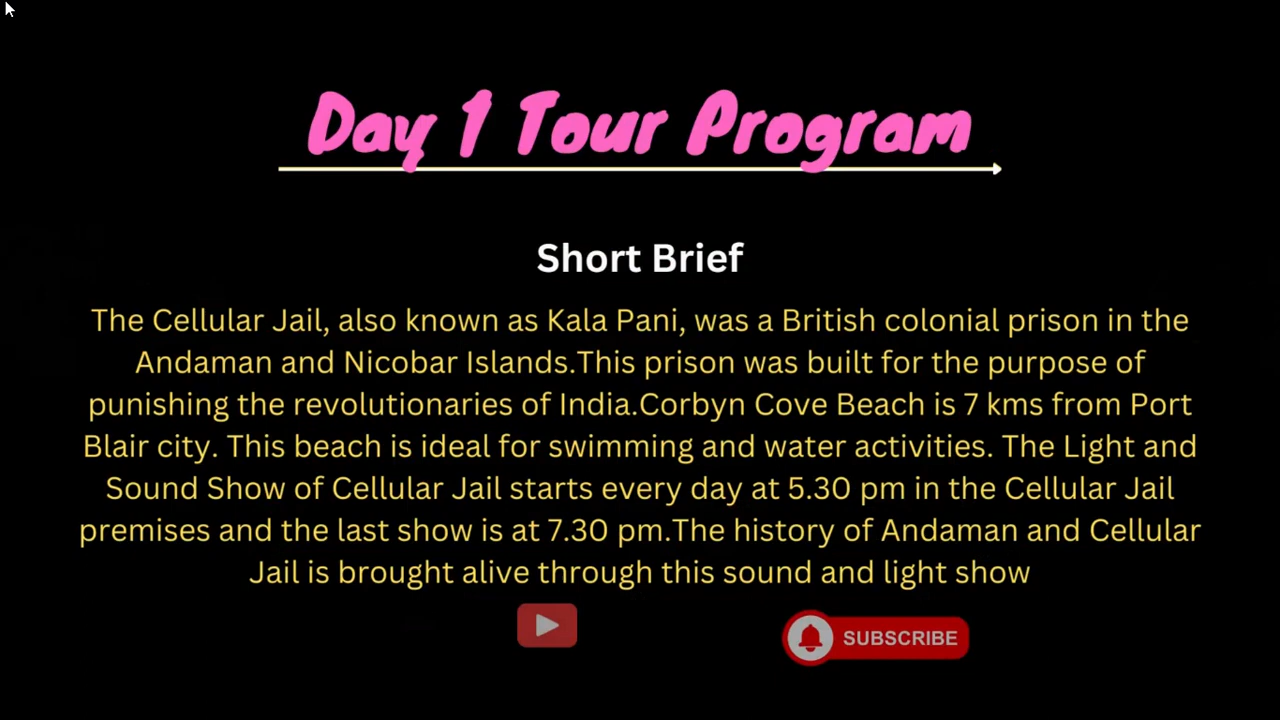 Day 1 Tour Program
Short Brief
The Cellular Jail, also known as Kala Pani, was a British colonial prison in the
Andaman and Nicobar Islands.This prison was built for the purpose of
punishing the revolutionaries of India.Corbyn Cove Beach is 7 kms from Port
Blair city. This beach is ideal for swimming and water activities. The Light and
Sound Show of Cellular Jail starts every day at 5.30 pm in the Cellular Jail
premises and the last show is at 7.30 pm.The history of Andaman and Cellular
Jail is brought alive through this sound and light show
SUBSCRIBE